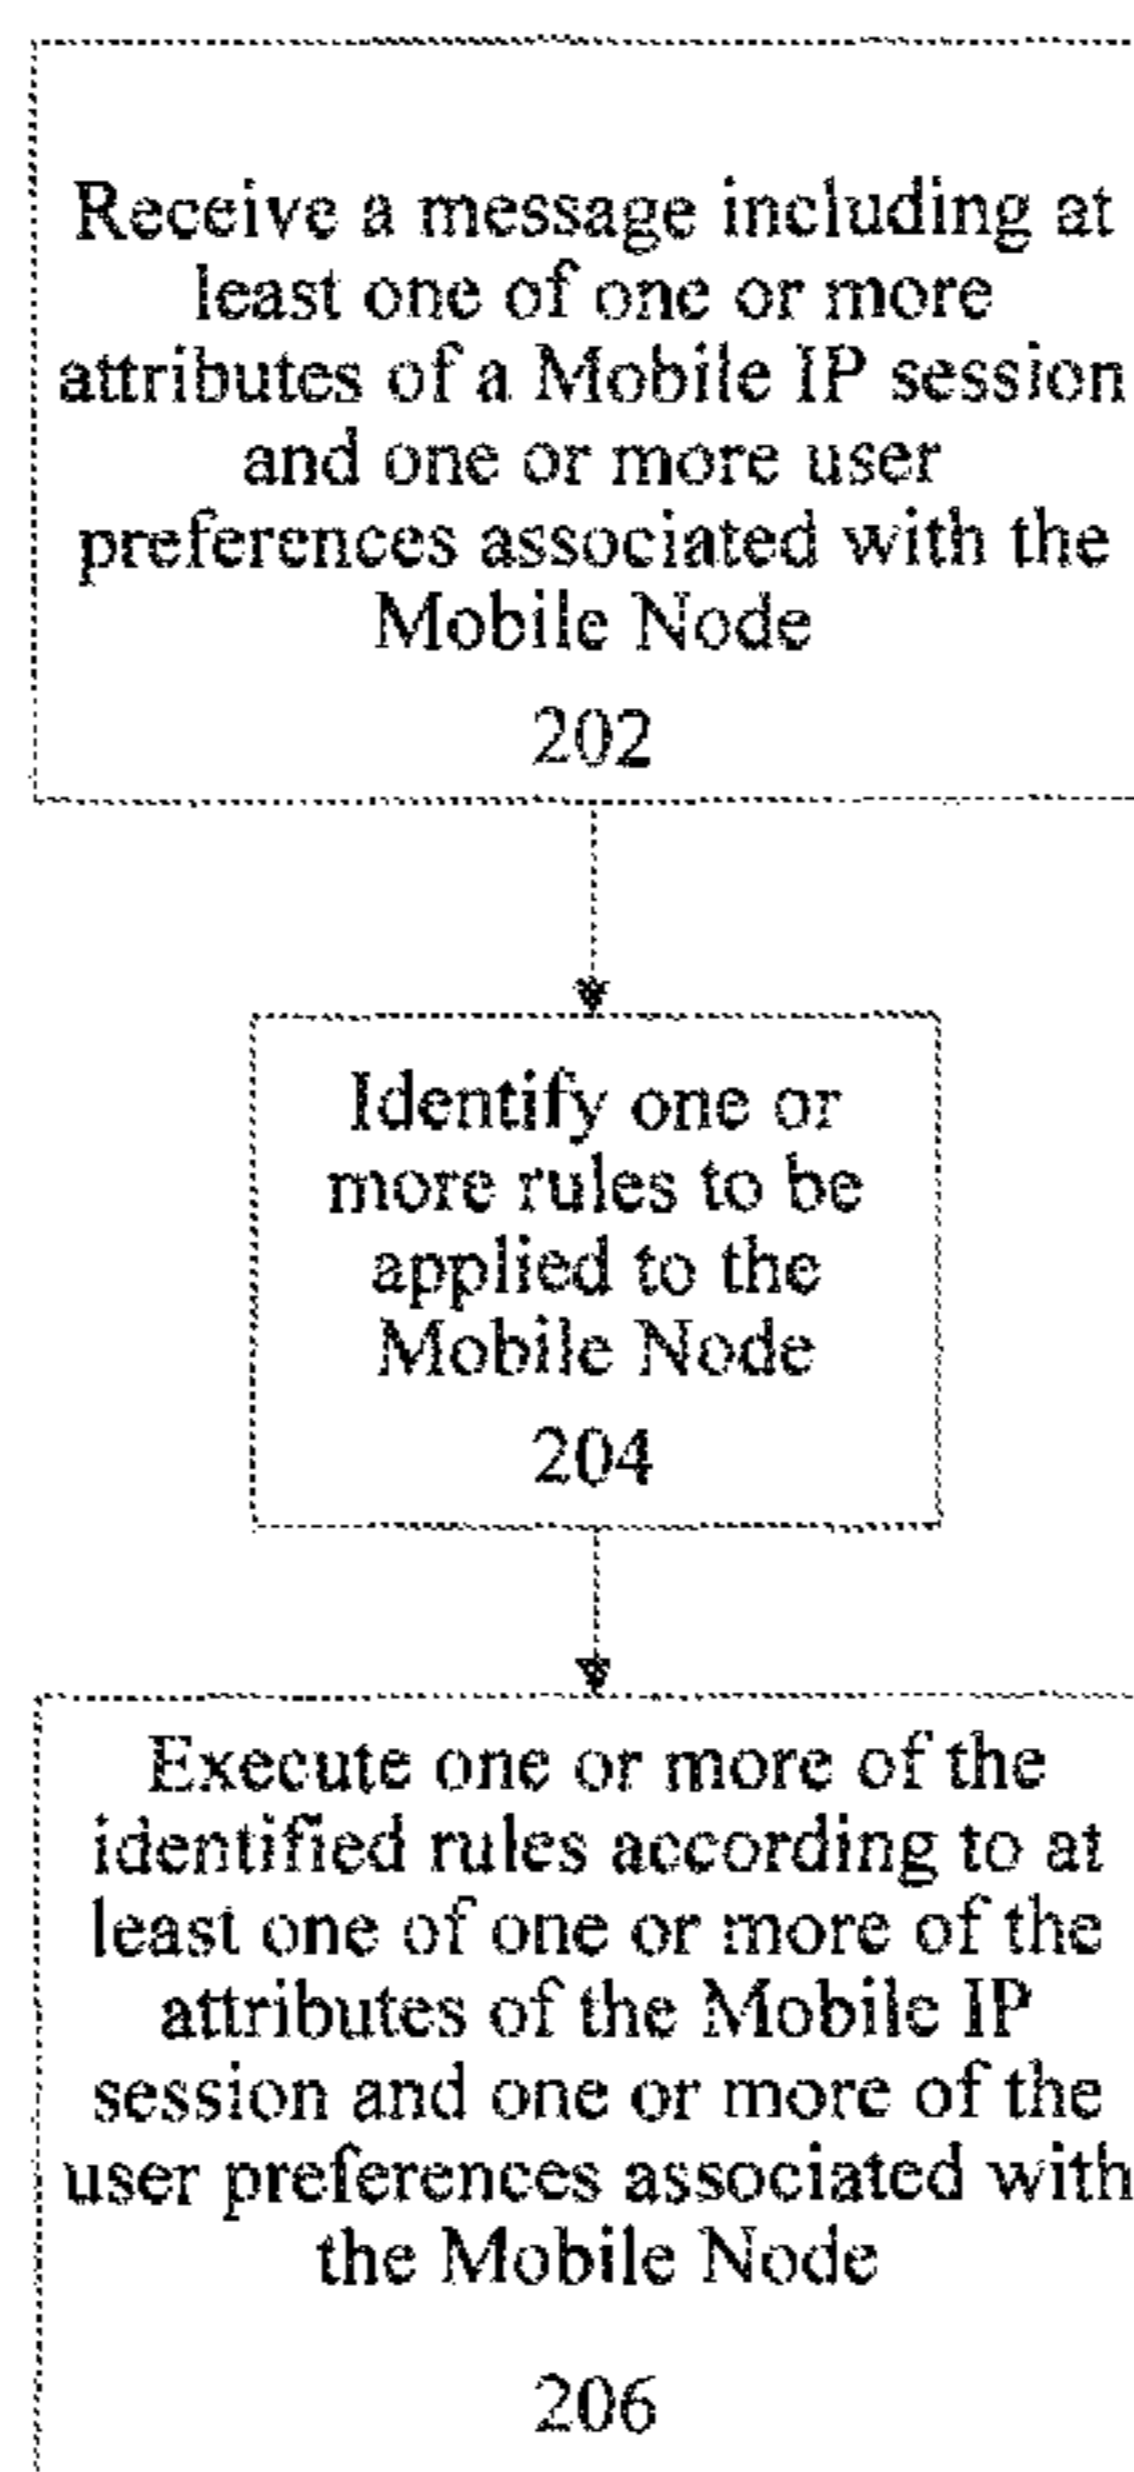 Receive a message including at
least one of one or more
attributes of a Mobile IP session
and one or more user
preferences associated with the
Mobile Node
202
Identify one or
more rules to be
applied to the
Mobile Node
204
Execute one or more of the
identified rules according to at
least one of one or more of the
attributes of the Mobile IP
session and one or more of the
user preferences associated with
the Mobile Node
206